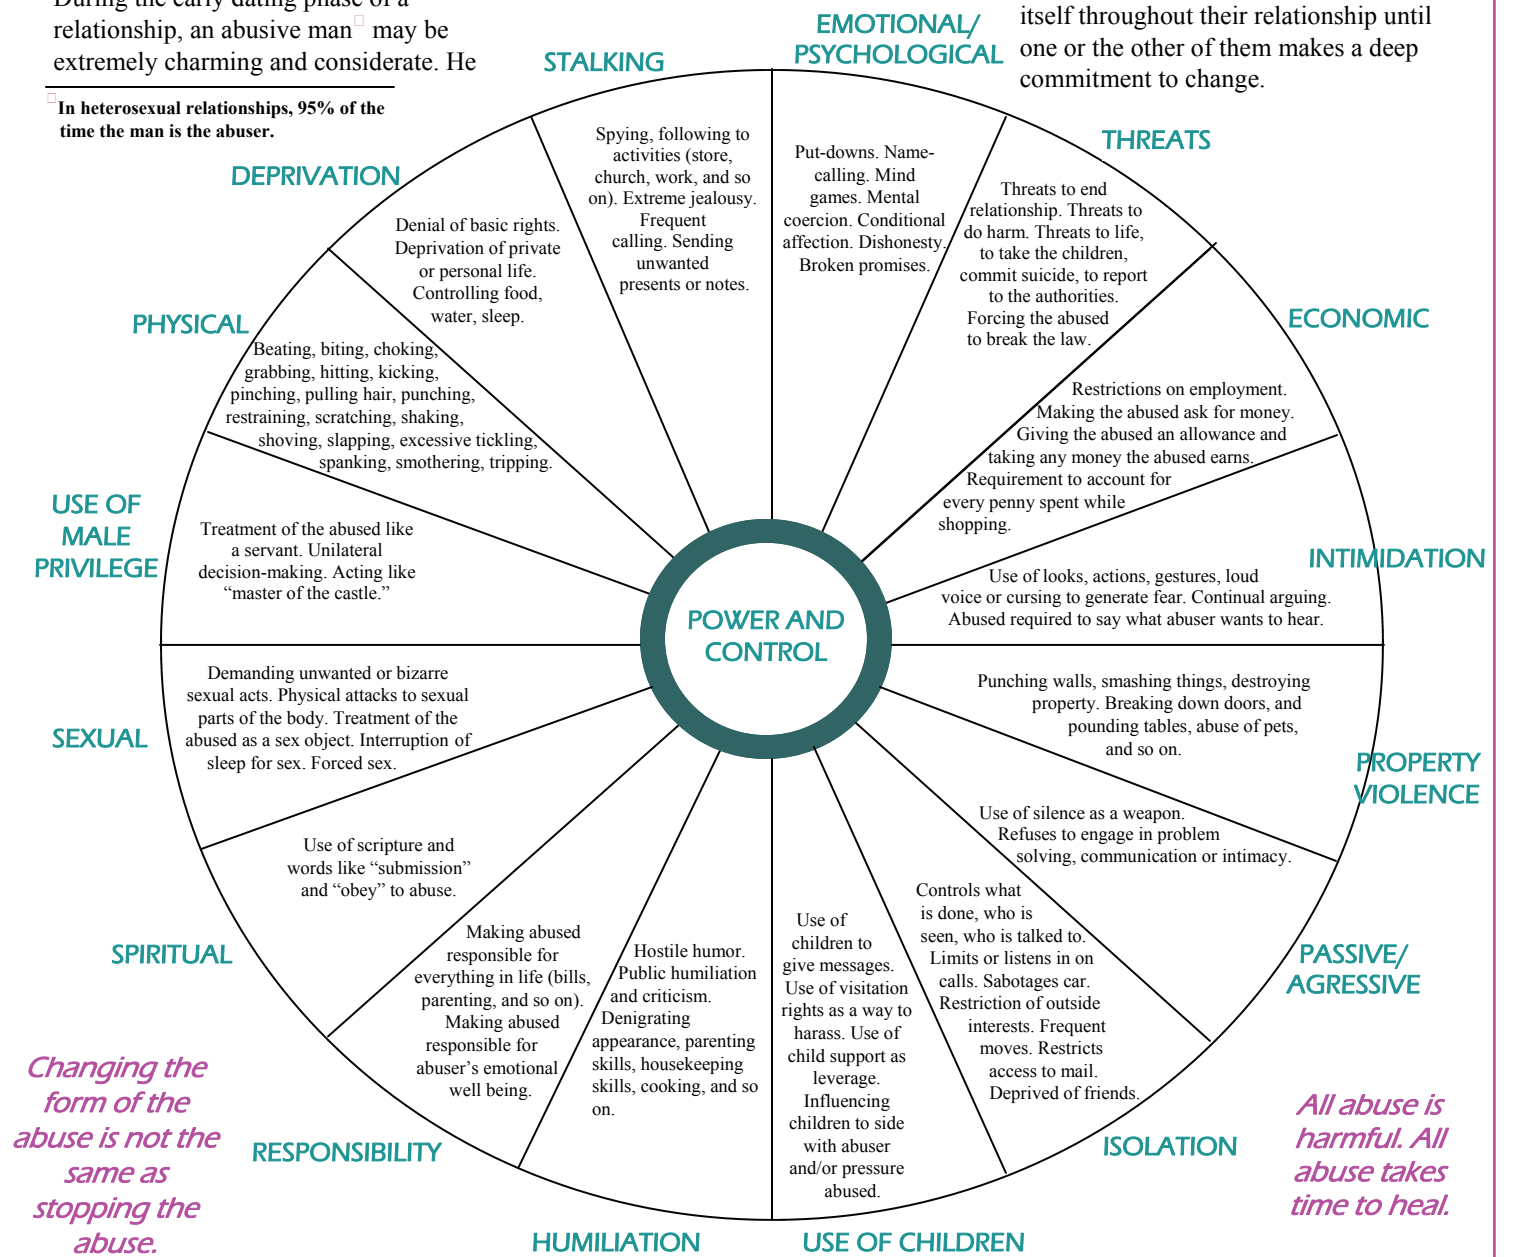 During the early dating phase of a
relationship, an abusive man may be
extremely charming and considerate. He
In heterosexual relationships, 95% of the
time the man is the abuser.
itself throughout their relationship until
one or the other of them makes a deep
commitment to change.
EMOTIONAL/
PSYCHOLOGICAL
Put-downs. Name-
calling. Mind
games. Mental
coercion. Conditional
affection. Dishonesty.
Broken promises.
THREATS
Threats to end
relationship. Threats to
do harm. Threats to life,
to take the children,
commit suicide, to report
to the authorities.
Forcing the abused
to break the law.
ECONOMIC
Restrictions on employment.
Making the abused ask for money.
Giving the abused an allowance and
taking any money the abused earns.
Requirement to account for
every penny spent while
shopping.
INTIMIDATION
Use of looks, actions, gestures, loud
voice or cursing to generate fear. Continual arguing.
Abused required to say what abuser wants to hear.
PROPERTY
VIOLENCE
Punching walls, smashing things, destroying
property. Breaking down doors, and
pounding tables, abuse of pets,
and so on.
PASSIVE/
AGRESSIVE
Use of silence as a weapon.
Refuses to engage in problem
solving, communication or intimacy.
ISOLATION
Controls what
is done, who is
seen, who is talked to.
Limits or listens in on
calls. Sabotages car.
Restriction of outside
interests. Frequent
moves. Restricts
access to mail.
Deprived of friends.
USE OF CHILDREN
Use of
children to
give messages.
Use of visitation
rights as a way to
harass. Use of
child support as
leverage.
Influencing
children to side
with abuser
and/or pressure
abused.
HUMILIATION
Hostile humor.
Public humiliation
and criticism.
Denigrating
appearance, parenting
skills, housekeeping
skills, cooking, and so
on.
RESPONSIBILITY
Making abused
responsible for
everything in life (bills,
parenting, and so on).
Making abused
responsible for
abuser's emotional
well being.
SPIRITUAL
Use of scripture and
words like “submission”
and “obey” to abuse.
SEXUAL
Demanding unwanted or bizarre
sexual acts. Physical attacks to sexual
parts of the body. Treatment of the
abused as a sex object. Interruption of
sleep for sex. Forced sex.
USE OF
MALE
PRIVILEGE
Treatment of the abused like
a servant. Unilateral
decision-making. Acting like
“master of the castle.”
PHYSICAL
Beating, biting, choking,
grabbing, hitting, kicking,
pinching, pulling hair, punching,
restraining, scratching, shaking,
shoving, slapping, excessive tickling,
spanking, smothering, tripping.
DEPRIVATION
Denial of basic rights.
Deprivation of private
or personal life.
Controlling food,
water, sleep.
STALKING
Spying, following to
activities (store,
church, work, and so
on). Extreme jealousy.
Frequent
calling. Sending
unwanted
presents or notes.
POWER AND
CONTROL
Changing the
form of the
abuse is not the
same as
stopping the
abuse.
All abuse is
harmful. All
abuse takes
time to heal.